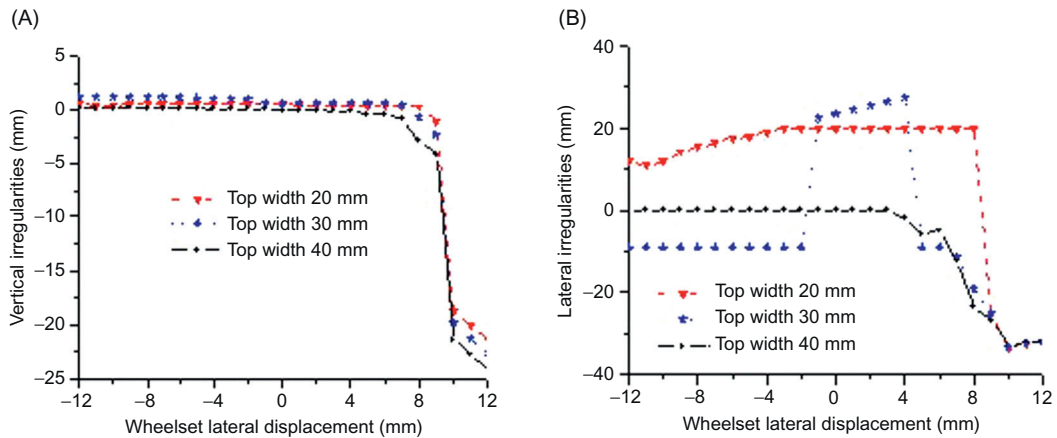 (A)
5
0
−5
−10
−15
−20
−25
Vertical irregularities (mm)
Top width 20 mm
Top width 30 mm
Top width 40 mm
−12
−8
−4
0
4
8
12
Wheelset lateral displacement (mm)
(B)
40
20
0
−20
−40
Lateral irregularities (mm)
Top width 20 mm
Top width 30 mm
Top width 40 mm
−12
−8
−4
0
4
8
12
Wheelset lateral displacement (mm)